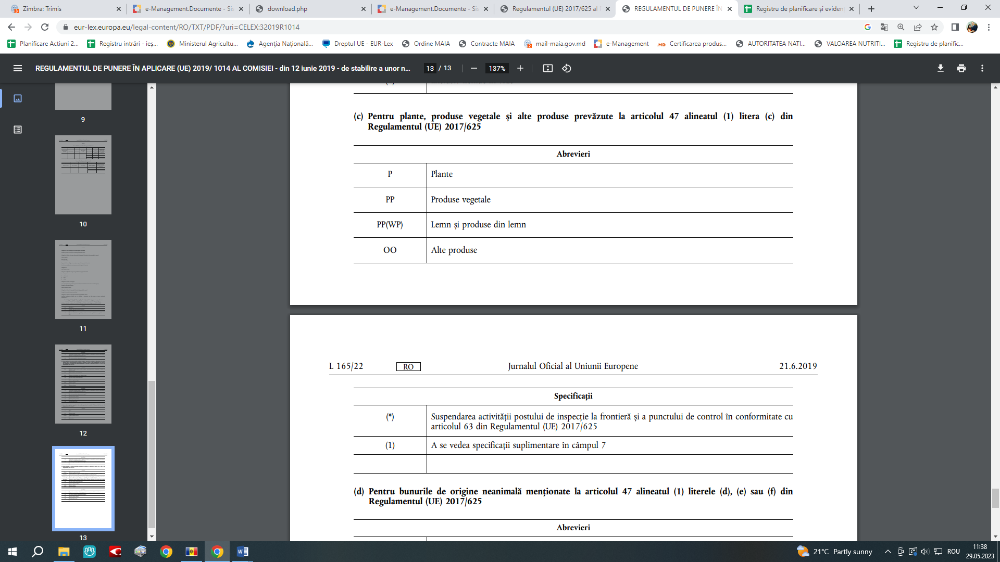 Zimbra: Trimis
e-Management.Documente - Sis
download.php
e-Management.Documente - Sis
Regulamentul (UE) 2017/625 al
REGULAMENTUL DE PUNERE ÎN
Registru de planificare și eviden
eur-lex.europa.eu/legal-content/RO/TXT/PDF/?uri=CELEX:32019R1014
Planificare Actiuni 2...
Registru intrări - ieș...
Ministerul Agricultu...
Agenția Națională...
Dreptul UE - EUR-Lex
Ordine MAIA
Contracte MAIA
mail-maia.gov.md
e-Management
Certificarea produs...
AUTORITATEA NATI...
VALOAREA NUTRITI...
Registru de planific...
REGULAMENTUL DE PUNERE ÎN APLICARE (UE) 2019/ 1014 AL COMISIEI - din 12 iunie 2019 - de stabilire a unor n...
13 / 13
137%
9
10
11
12
13
(c) Pentru plante, produse vegetale și alte produse prevăzute la articolul 47 alineatul (1) litera (c) din
Regulamentul (UE) 2017/625
Abrevieri
P Plante
PP Produse vegetale
PP(WP) Lemn și produse din lemn
OO Alte produse
L 165/22 RO Jurnalul Oficial al Uniunii Europene 21.6.2019
Specificații
(*) Suspendarea activității postului de inspecție la frontieră și a punctului de control în conformitate cu
articolul 63 din Regulamentul (UE) 2017/625
(1) A se vedea specificații suplimentare în câmpul 7
(d) Pentru bunurile de origine neanimală menționate la articolul 47 alineatul (1) literele (d), (e) sau (f) din
Regulamentul (UE) 2017/625
Abrevieri
21°C Partly sunny
ROU
11:38
29.05.2023